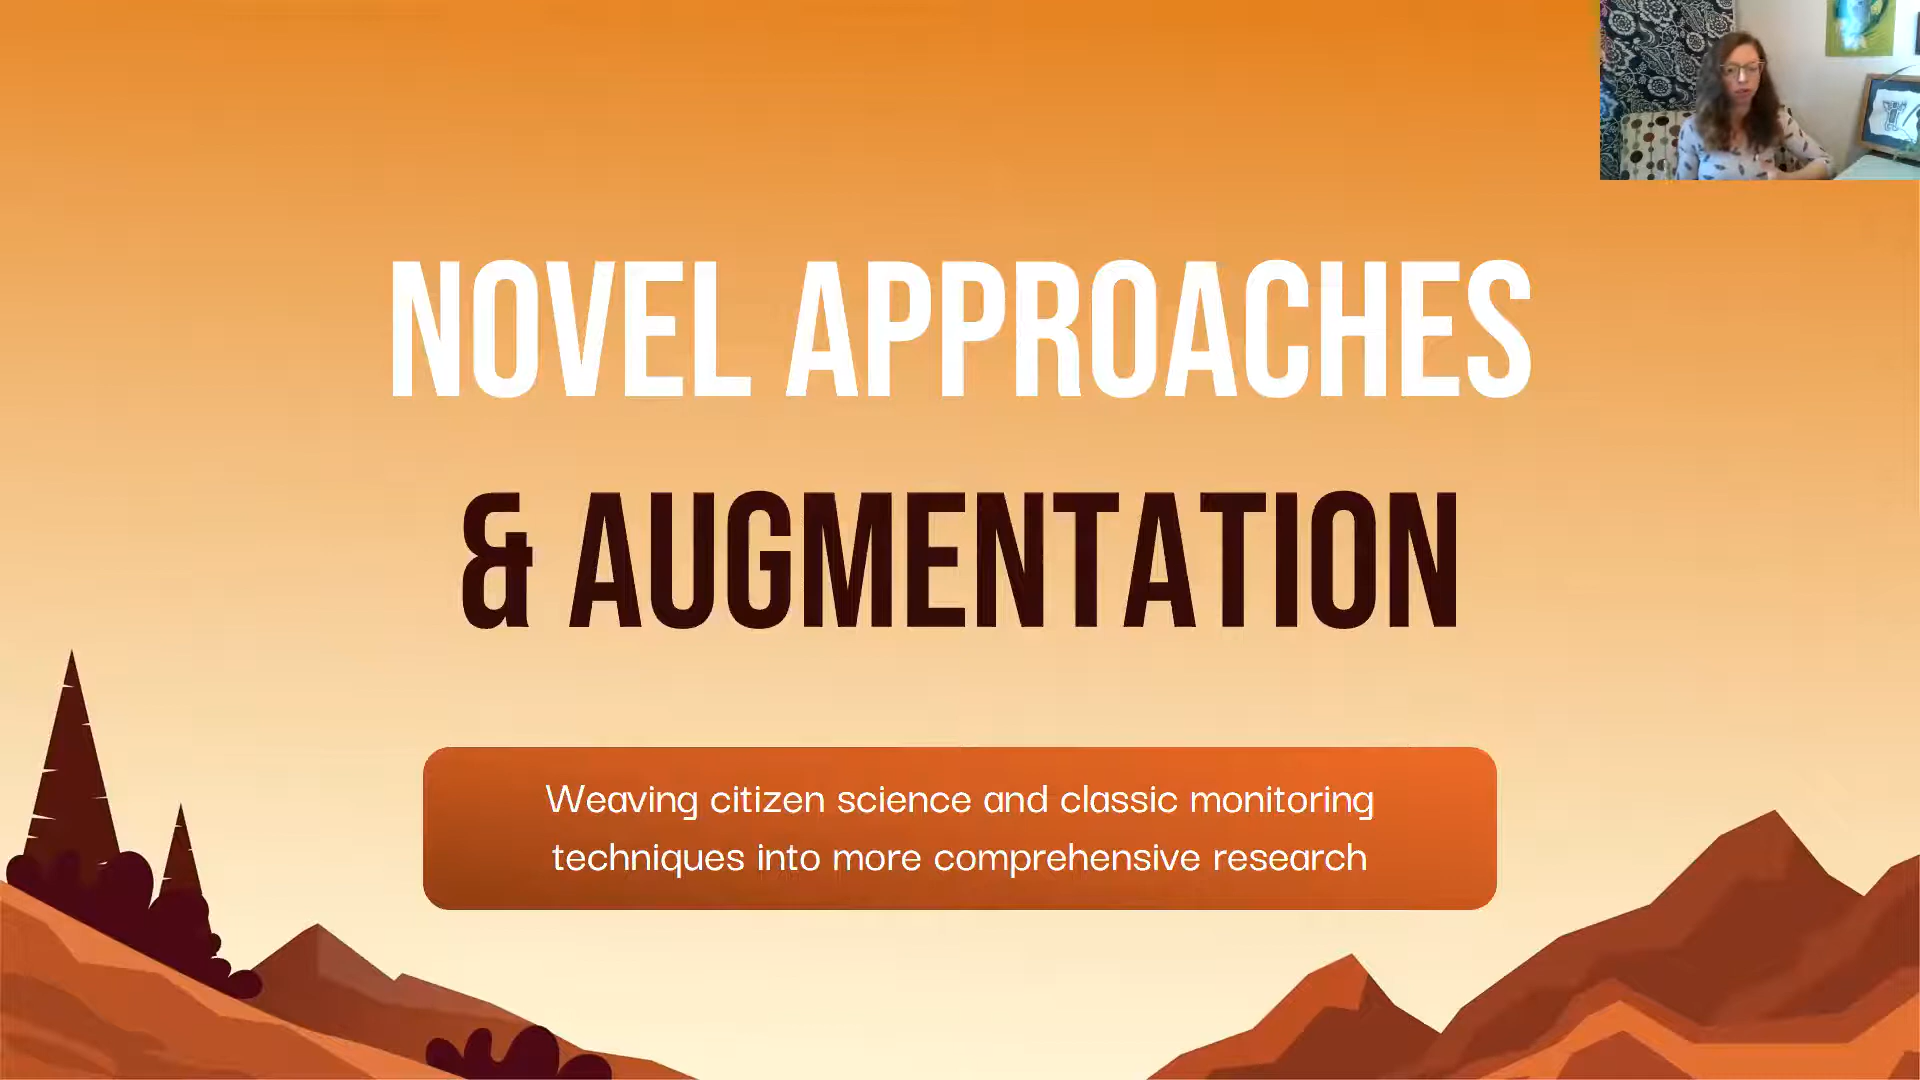 NOVEL APPROACHES
& AUGMENTATION
Weaving citizen science and classic monitoring
techniques into more comprehensive research